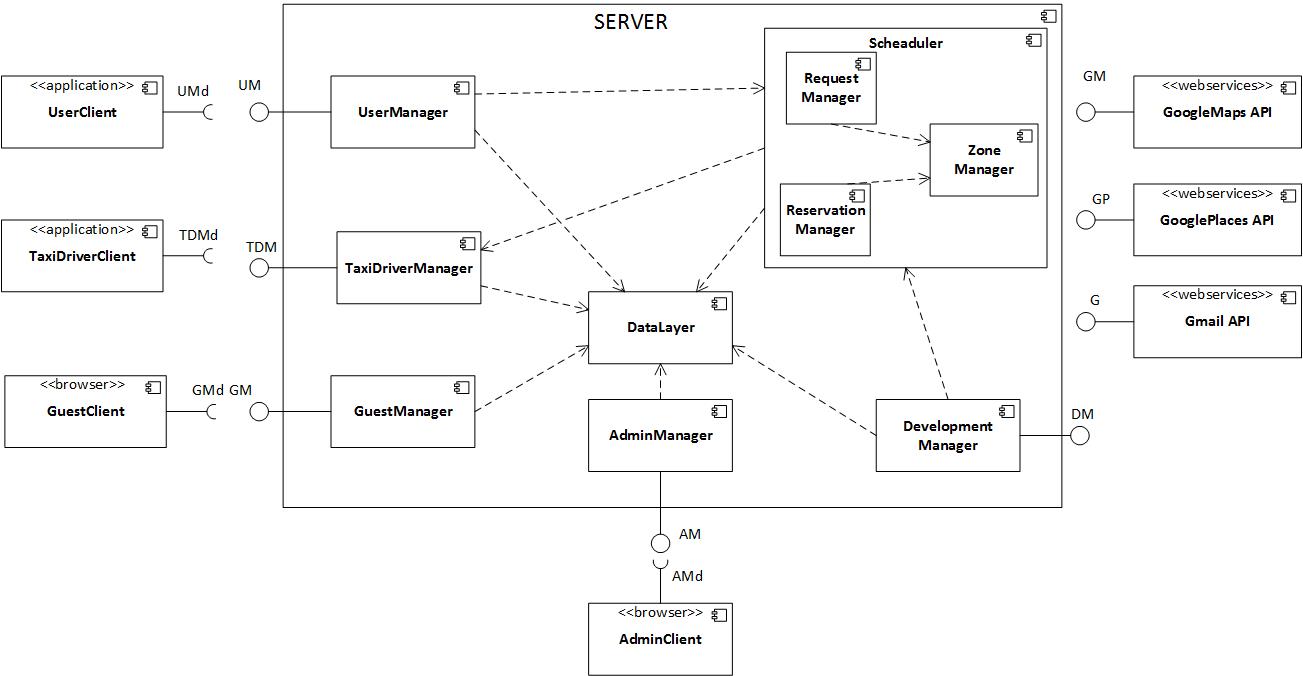 SERVER
<<application>>
UserClient
UMd
UM
UserManager
Scheaduler
Request
Manager
Zone
Manager
Reservation
Manager
GM
<<webservices>>
GoogleMaps API
<<application>>
TaxiDriverClient
TDMd
TDM
TaxiDriverManager
GP
<<webservices>>
GooglePlaces API
DataLayer
G
<<webservices>>
Gmail API
<<browser>>
GuestClient
GMd GM
GuestManager
AdminManager
Development
Manager
DM
AM
AMd
<<browser>>
AdminClient